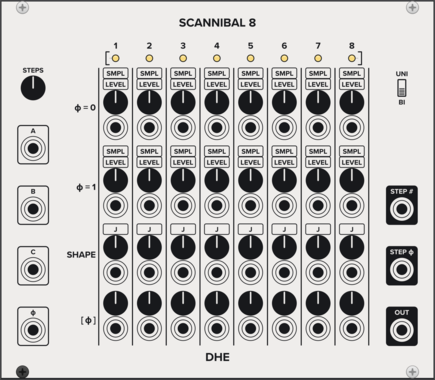 SCANNIBAL 8
1 2 3 4 5 6 7 8
STEPS
UNI
BI
SMPL SMPL SMPL SMPL SMPL SMPL SMPL SMPL
LEVEL LEVEL LEVEL LEVEL LEVEL LEVEL LEVEL LEVEL
ϕ = 0
A
SMPL SMPL SMPL SMPL SMPL SMPL SMPL SMPL
LEVEL LEVEL LEVEL LEVEL LEVEL LEVEL LEVEL LEVEL
ϕ = 1
B
STEP #
J J J J J J J J
SHAPE
C
STEP ϕ
[ ϕ ]
ϕ
OUT
DHE